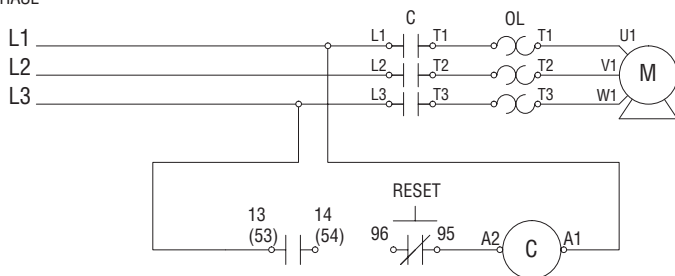 C OL
L1 L1 T1 T1 U1
L2 L2 T2 T2 V1 M
L3 L3 T3 T3 W1
RESET
13 14
(53) (54) 96 95 A2 C A1